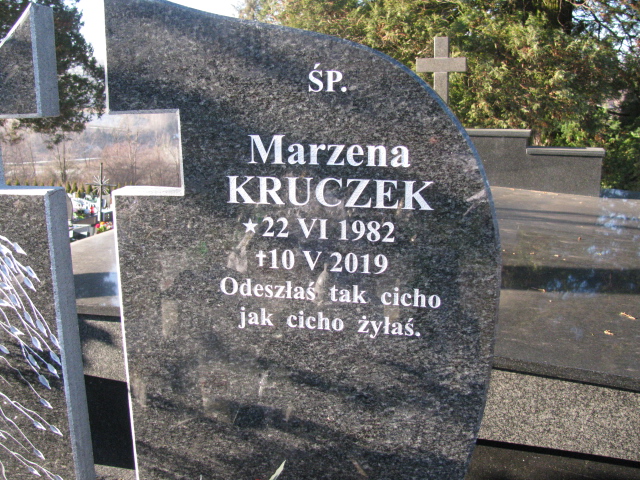 ŚP.
Marzena
KRUCZEK
★22 VI 1982
†10 V 2019
Odeszłaś tak cicho
jak cicho żyłaś.